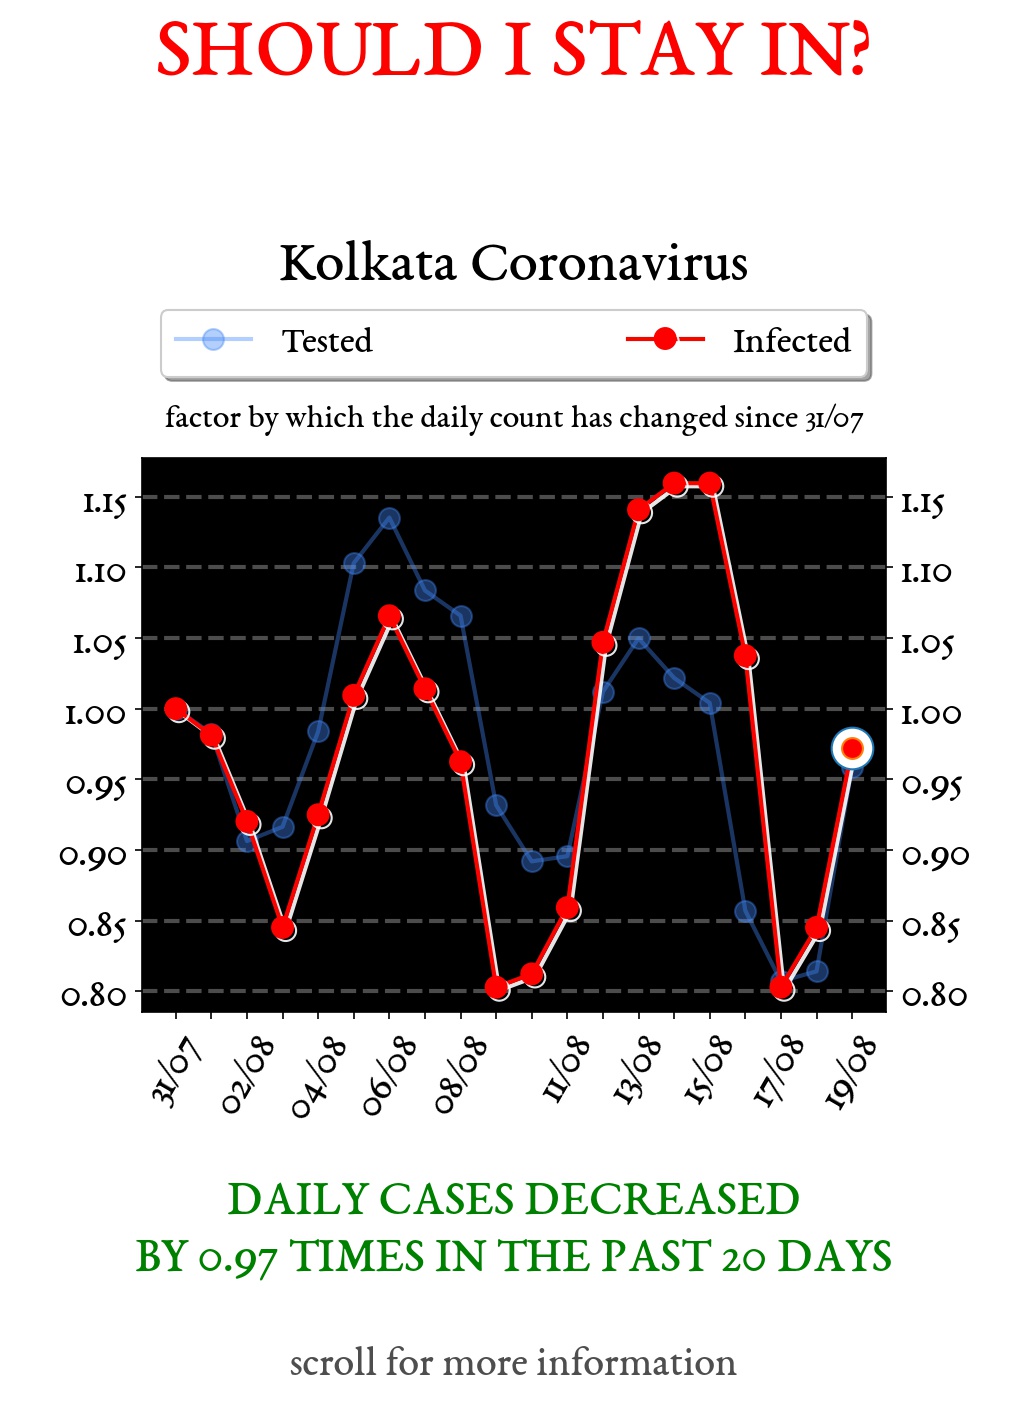 SHOULD I STAY IN?
Kolkata Coronavirus
Tested Infected
factor by which the daily count has changed since 31/07
1.15 1.15
1.10 1.10
1.05 1.05
1.00 1.00
0.95 0.95
0.90 0.90
0.85 0.85
0.80 0.80
31/07 02/08 04/08 06/08 08/08 11/08 13/08 15/08 17/08 19/08
DAILY CASES DECREASED
BY 0.97 TIMES IN THE PAST 20 DAYS
scroll for more information